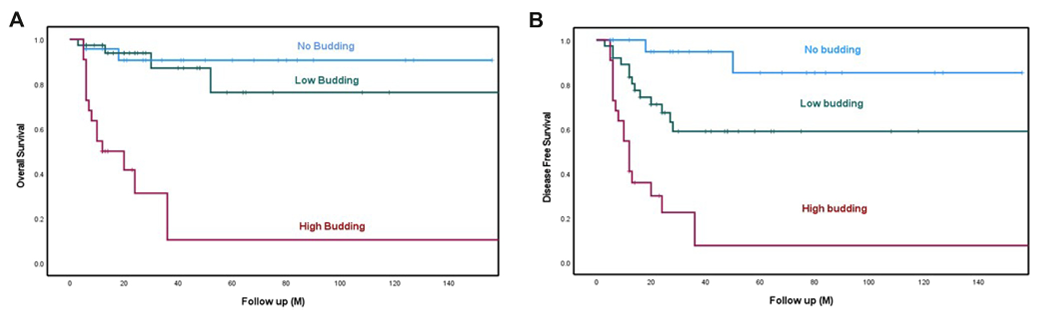 A
1.0
0.8
0.6
0.4
0.2
0.0
Overall Survival
No Budding
Low Budding
High Budding
0 20 40 60 80 100 120 140
Follow up (M)
B
1.0
0.8
0.6
0.4
0.2
0.0
Disease Free Survival
No budding
Low budding
High budding
0 20 40 60 80 100 120 140
Follow up (M)